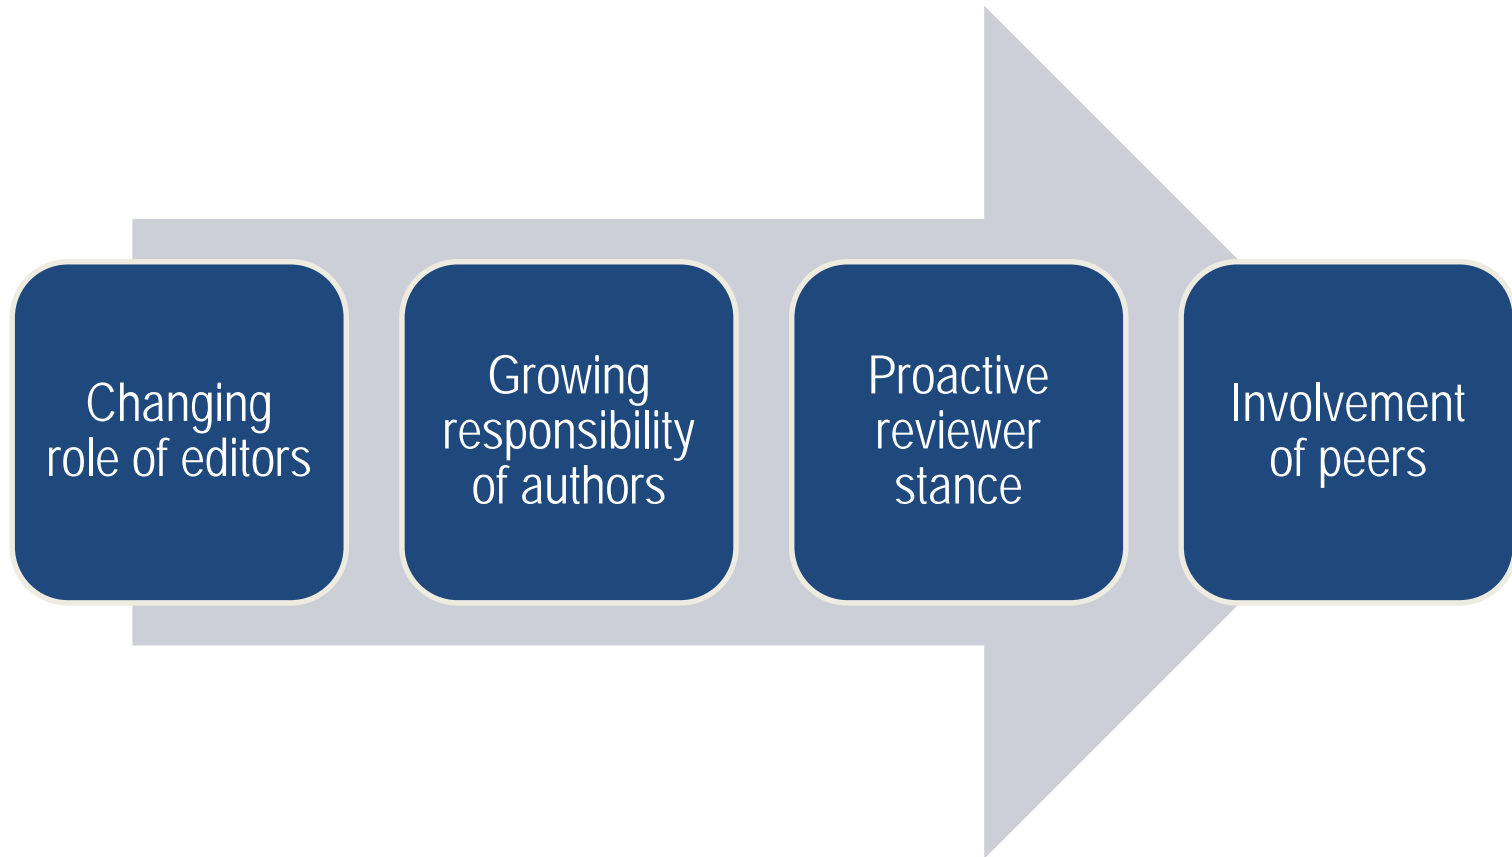 Changing
role of editors
Growing
responsibility
of authors
Proactive
reviewer
stance
Involvement
of peers